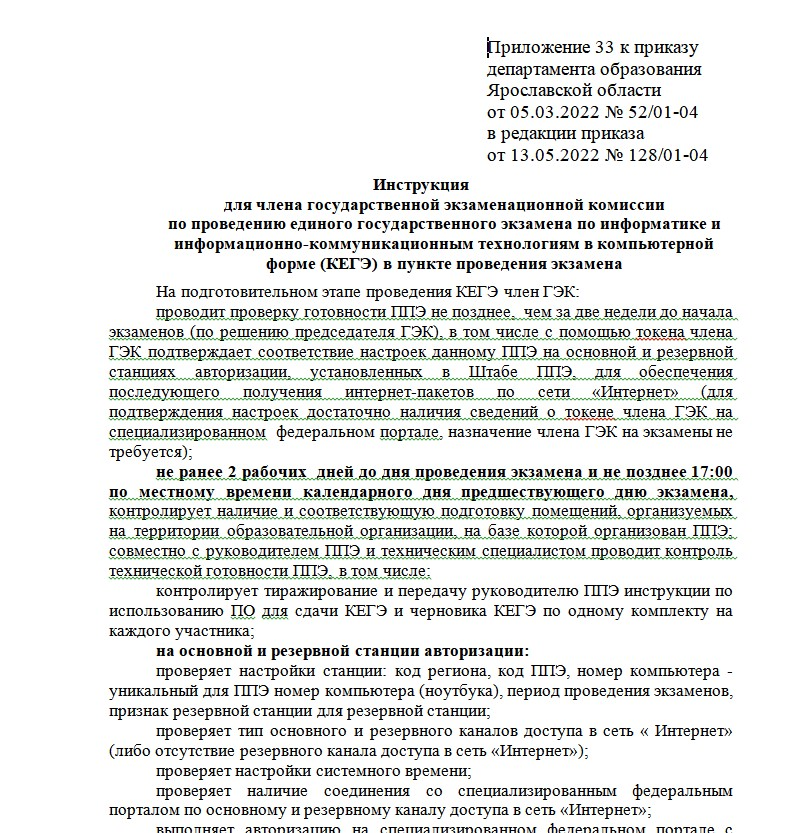 Приложение 33 к приказу
департамента образования
Ярославской области
от 05.03.2022 № 52/01-04
в редакции приказа
от 13.05.2022 № 128/01-04
Инструкция
для члена государственной экзаменационной комиссии
по проведению единого государственного экзамена по информатике и
информационно-коммуникационным технологиям в компьютерной
форме (КЕГЭ) в пункте проведения экзамена
На подготовительном этапе проведения КЕГЭ член ГЭК:
проводит проверку готовности ППЭ не позднее, чем за две недели до начала
экзаменов (по решению председателя ГЭК), в том числе с помощью токена члена
ГЭК подтверждает соответствие настроек данному ППЭ на основной и резервной
станциях авторизации, установленных в Штабе ППЭ, для обеспечения
последующего получения интернет-пакетов по сети «Интернет» (для
подтверждения настроек достаточно наличия сведений о токене члена ГЭК на
специализированном федеральном портале, назначение члена ГЭК на экзамены не
требуется);
не ранее 2 рабочих дней до дня проведения экзамена и не позднее 17:00
по местному времени календарного дня предшествующего дню экзамена,
контролирует наличие и соответствующую подготовку помещений, организуемых
на территории образовательной организации, на базе которой организован ППЭ;
совместно с руководителем ППЭ и техническим специалистом проводит контроль
технической готовности ППЭ, в том числе:
контролирует тиражирование и передачу руководителю ППЭ инструкции по
использованию ПО для сдачи КЕГЭ и черновика КЕГЭ по одному комплекту на
каждого участника;
на основной и резервной станции авторизации:
проверяет настройки станции: код региона, код ППЭ, номер компьютера -
уникальный для ППЭ номер компьютера (ноутбука), период проведения экзаменов,
признак резервной станции для резервной станции;
проверяет тип основного и резервного каналов доступа в сеть « Интернет»
(либо отсутствие резервного канала доступа в сеть «Интернет»);
проверяет настройки системного времени;
проверяет наличие соединения со специализированным федеральным
порталом по основному и резервному каналу доступа в сеть «Интернет»;
выполняет авторизацию на специализированном федеральном портале с